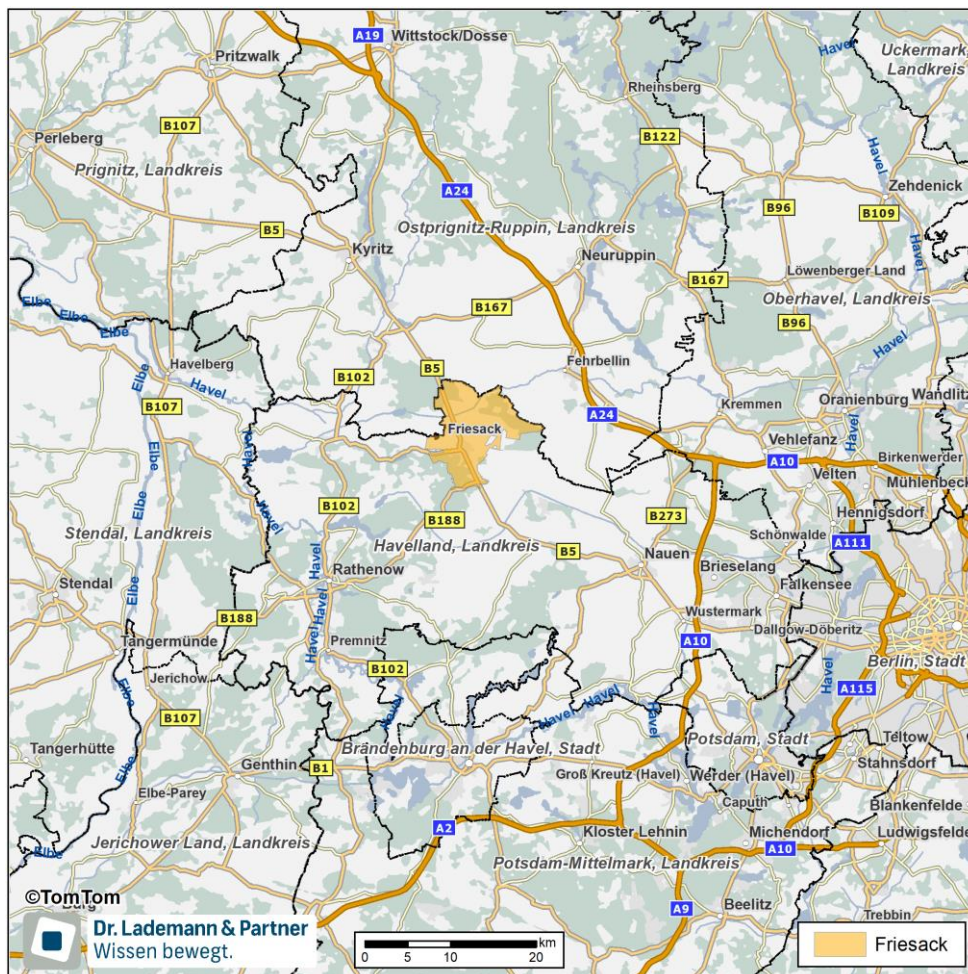 A19
Wittstock/Dosse
Havel
Uckermark,
Landkreis
Pritzwalk
Rheinsberg
B107
Perleberg
B122
Havel
Prignitz, Landkreis
A24
Zehdenick
B96
B109
B5
Ostprignitz-Ruppin, Landkreis
Kyritz
Neuruppin
Havel
Löwenberger Land
B167
Elbe
Elbe
Elbe
B167
Oberhavel, Landkreis
B96
Elbe
Havelberg
Fehrbellin
Havel
B5
B102
Havel
B107
A24
Kremmen
Oranienburg
Wandlitz
Friesack
Vehlefanz
Havel
Elbe
Havel
A10
Birkenwerder
Velten
Mühlenbeck
B102
Havel
B188
B273
Hennigsdorf
Stendal, Landkreis
Havelland, Landkreis
Schönwalde
A111
Elbe
Havel
B5
Nauen
Stendal
Rathenow
Brieselang
Falkensee
Havel
B188
Wustermark
Dallgow-Döberitz
Tangermünde
Havel
Premnitz
A10
Havel
Berlin, Stadt
Jerichow
B102
A115
Elbe
Havel
Havel
Havel
B107
Havel
Potsdam, Stadt
Teltow
Tangerhütte
Brandenburg an der Havel, Stadt
Stahnsdorf
Elbe
Genthin
B1
Groß Kreutz (Havel)
Werder (Havel)
Elbe-Parey
Caputh
Blankenfelde
A2
Kloster Lehnin
Michendorf
Ludwigsfelde
Jerichower Land, Landkreis
A10
Elbe
Potsdam-Mittelmark, Landkreis
©TomTom
Burg
A9
Beelitz
Trebbin
Dr. Lademann & Partner
Wissen bewegt.
km
0 5 10 20
Friesack